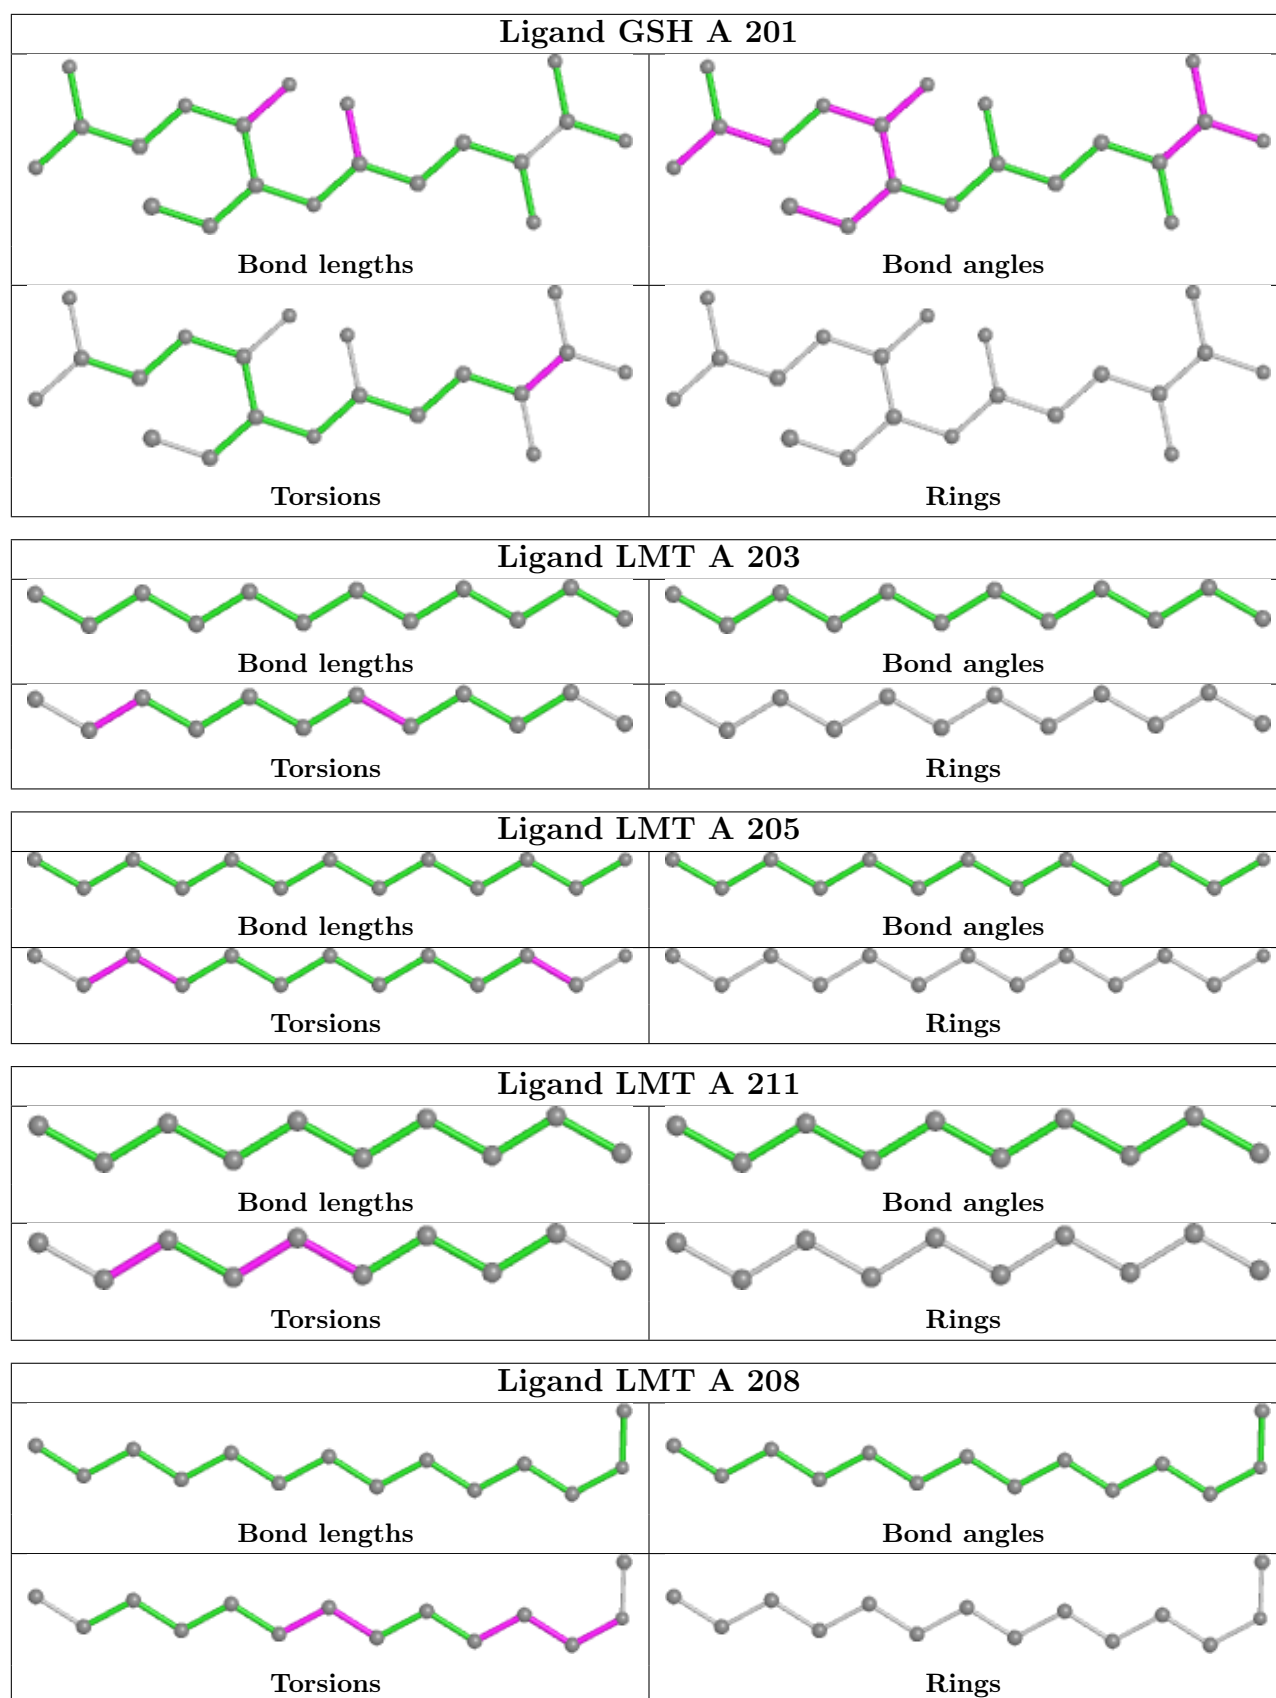 Ligand GSH A 201
Bond lengths
Bond angles
Torsions
Rings
Ligand LMT A 203
Bond lengths
Bond angles
Torsions
Rings
Ligand LMT A 205
Bond lengths
Bond angles
Torsions
Rings
Ligand LMT A 211
Bond lengths
Bond angles
Torsions
Rings
Ligand LMT A 208
Bond lengths
Bond angles
Torsions
Rings